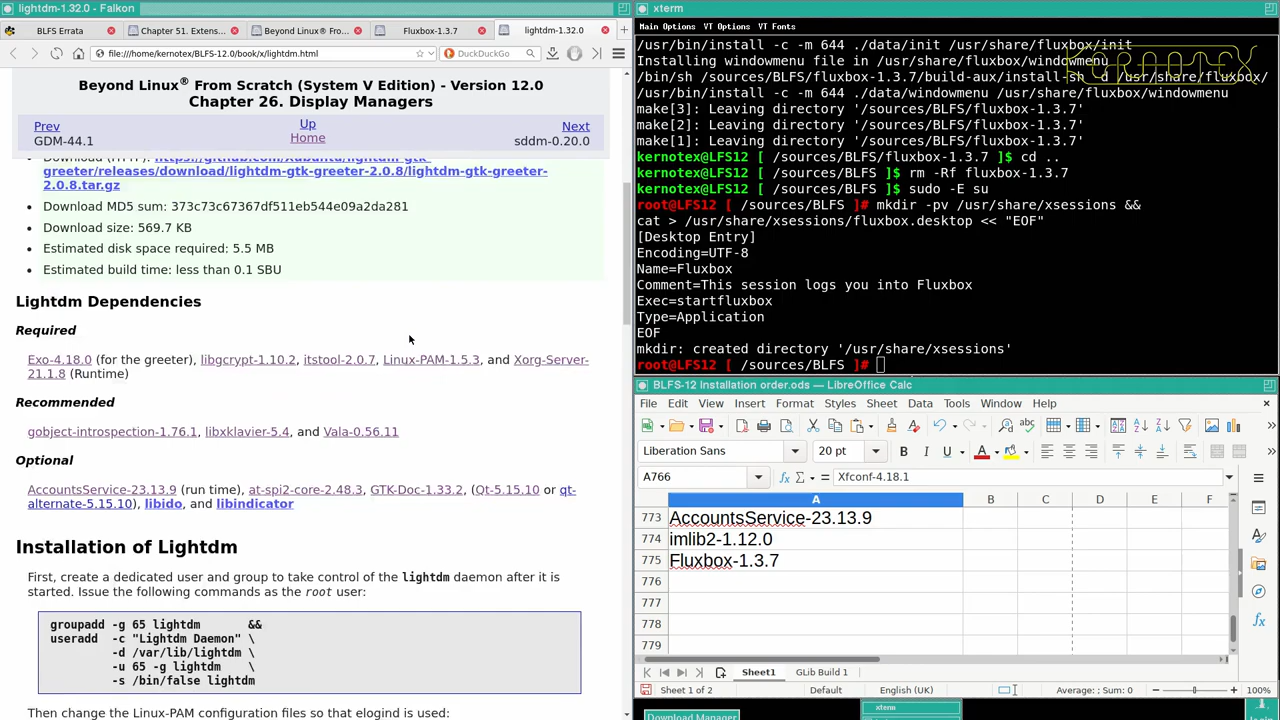 lightdm-1.32.0 - Falkon
BLFS Errata
Chapter 51. Extens...
Beyond Linux® Fro...
Fluxbox-1.3.7
lightdm-1.32.0
file:///home/kernotex/BLFS-12.0/book/x/lightdm.html
DuckDuckGo
Beyond Linux® From Scratch (System V Edition) - Version 12.0
Chapter 26. Display Managers
Prev
Up
Next
GDM-44.1
Home
sddm-0.20.0
Download (HTTP): https://github.com/Xubuntu/lightdm-gtk-
greeter/releases/download/lightdm-gtk-greeter-2.0.8/lightdm-gtk-
greeter-2.0.8.tar.gz
Download MD5 sum: 373c73c67367df511eb544e09a2da281
Download size: 569.7 KB
Estimated disk space required: 5.5 MB
Estimated build time: less than 0.1 SBU
Lightdm Dependencies
Required
Exo-4.18.0 (for the greeter), libgcrypt-1.10.2, itstool-2.0.7, Linux-PAM-1.5.3, and Xorg-Server-
21.1.8 (Runtime)
Recommended
gobject-introspection-1.76.1, libxklavier-5.4, and Vala-0.56.11
Optional
AccountsService-23.13.9 (run time), at-spi2-core-2.48.3, GTK-Doc-1.33.2, (Qt-5.15.10 or qt-
alternate-5.15.10), libido, and libindicator
Installation of Lightdm
First, create a dedicated user and group to take control of the lightdm daemon after it is
started. Issue the following commands as the root user:
groupadd -g 65 lightdm &&
useradd -c "Lightdm Daemon" \
-d /var/lib/lightdm \
-u 65 -g lightdm \
-s /bin/false lightdm
Then change the Linux-PAM configuration files so that elogind is used:
xterm
Main Options VT Options VT Fonts
/usr/bin/install -c -m 644 ./data/init /usr/share/fluxbox/init
Installing windowmenu file in /usr/share/fluxbox/windowmenu
/bin/sh /sources/BLFS/fluxbox-1.3.7/build-aux/install-sh -d /usr/share/fluxbox/
/usr/bin/install -c -m 644 ./data/windowmenu /usr/share/fluxbox/windowmenu
make[3]: Leaving directory '/sources/BLFS/fluxbox-1.3.7'
make[2]: Leaving directory '/sources/BLFS/fluxbox-1.3.7'
make[1]: Leaving directory '/sources/BLFS/fluxbox-1.3.7'
kernotex@LFS12 [ /sources/BLFS/fluxbox-1.3.7 ]$ cd ..
kernotex@LFS12 [ /sources/BLFS ]$ rm -Rf fluxbox-1.3.7
kernotex@LFS12 [ /sources/BLFS ]$ sudo -E su
root@LFS12 [ /sources/BLFS ]# mkdir -pv /usr/share/xsessions &&
cat > /usr/share/xsessions/fluxbox.desktop << "EOF"
[Desktop Entry]
Encoding=UTF-8
Name=Fluxbox
Comment=This session logs you into Fluxbox
Exec=startfluxbox
Type=Application
EOF
mkdir: created directory '/usr/share/xsessions'
root@LFS12 [ /sources/BLFS ]#
KERNOTEX
BLFS-12 Installation order.ods — LibreOffice Calc
File Edit View Insert Format Styles Sheet Data Tools Window Help
Liberation Sans
20 pt
A766
Xfconf-4.18.1
A B C D E F
773 AccountsService-23.13.9
774 imlib2-1.12.0
775 Fluxbox-1.3.7
776
777
778
779
Sheet1
GLib Build 1
Sheet 1 of 2
Default
English (UK)
Average: ; Sum: 0
100%
Download Manager
xterm